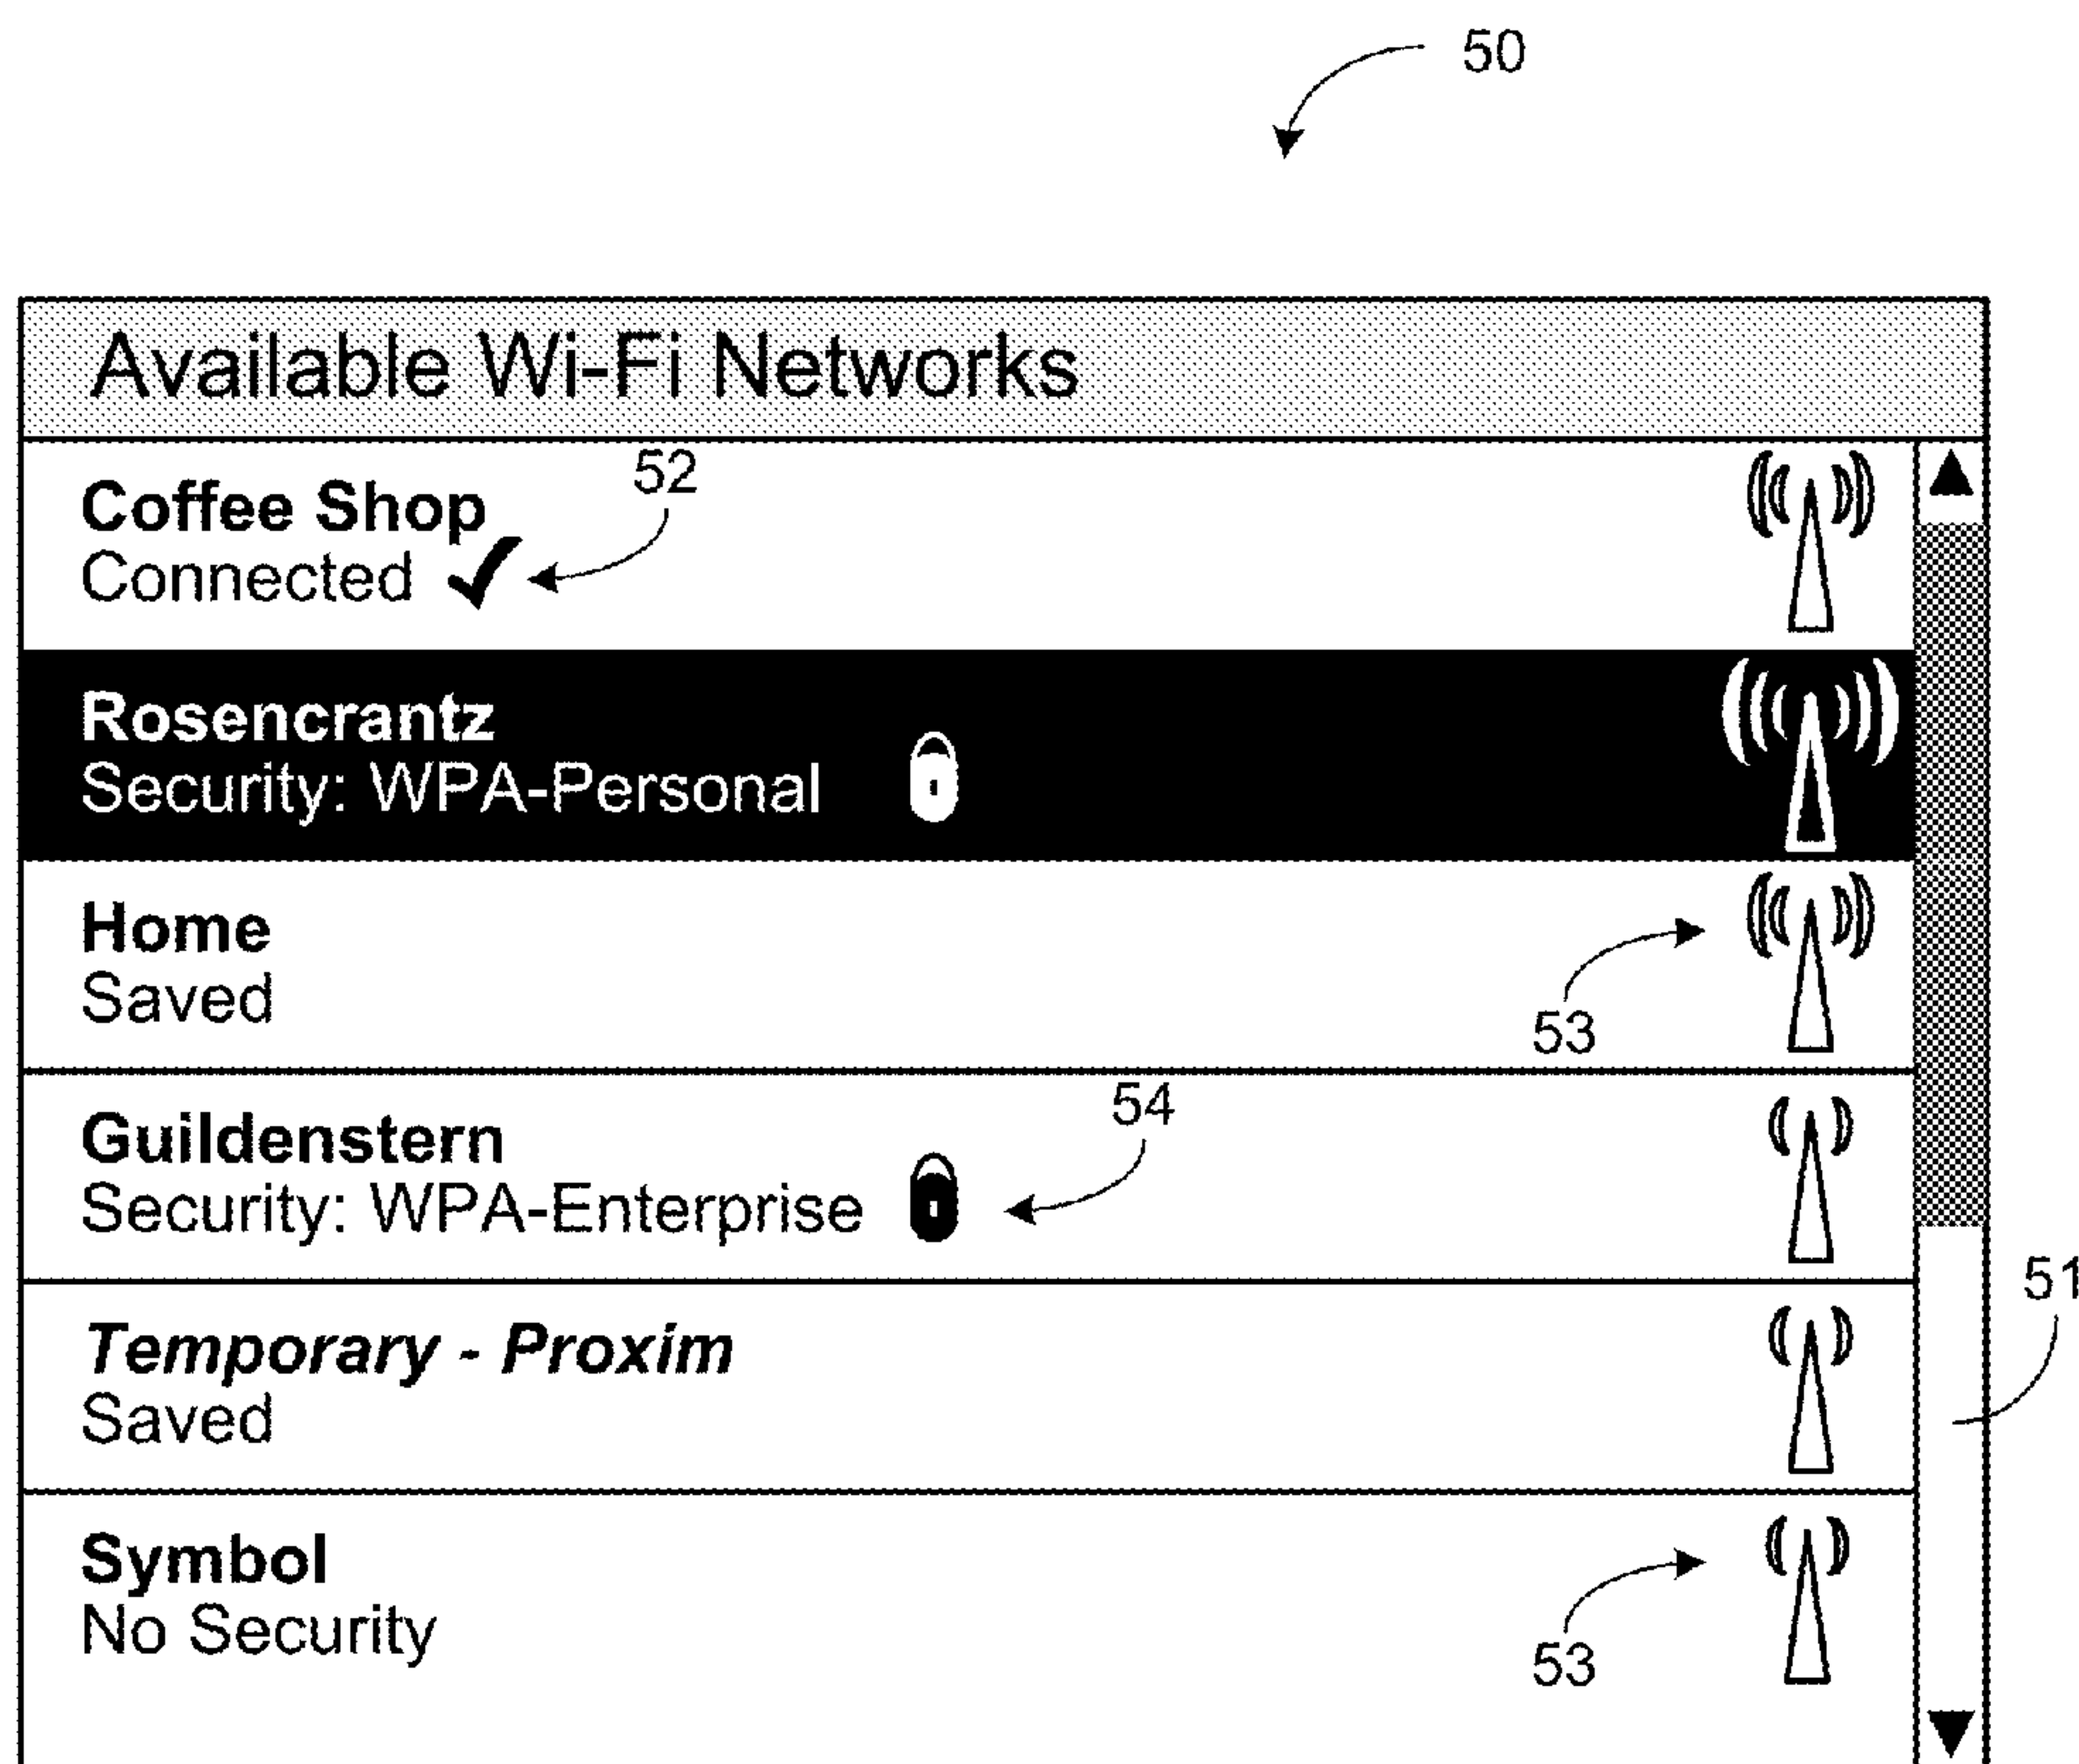 50
Available Wi-Fi Networks
52
Coffee Shop
Connected
Rosencrantz
Security: WPA-Personal
Home
Saved
53
54
Guildenstern
Security: WPA-Enterprise
51
Temporary - Proxim
Saved
Symbol
No Security
53